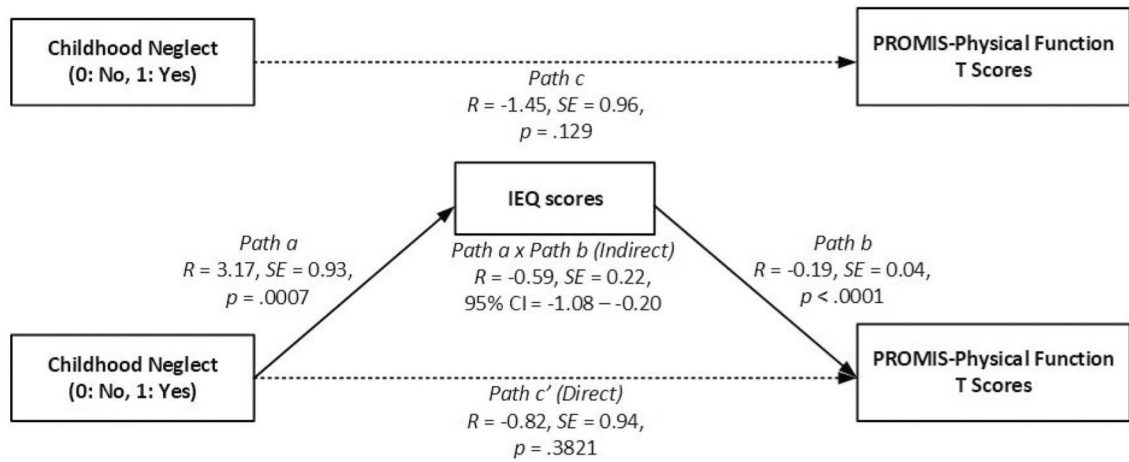 Childhood Neglect
(0: No, 1: Yes)
PROMIS-Physical Function
T Scores
Path c
R = -1.45, SE = 0.96,
p = .129
IEQ scores
Path a
R = 3.17, SE = 0.93,
p = .0007
Path a x Path b (Indirect)
R = -0.59, SE = 0.22,
95% CI = -1.08 – -0.20
Path b
R = -0.19, SE = 0.04,
p < .0001
Childhood Neglect
(0: No, 1: Yes)
PROMIS-Physical Function
T Scores
Path c’ (Direct)
R = -0.82, SE = 0.94,
p = .3821